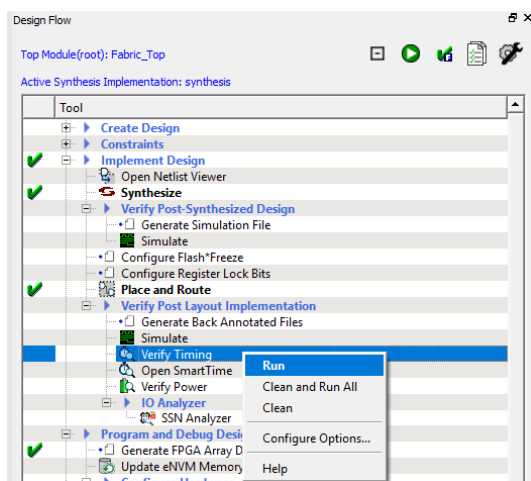 Design Flow
Top Module(root): Fabric_Top
Active Synthesis Implementation: synthesis
Tool
Create Design
Constraints
Implement Design
Open Netlist Viewer
Synthesize
Verify Post-Synthesized Design
Generate Simulation File
Simulate
Configure Flash*Freeze
Configure Register Lock Bits
Place and Route
Verify Post Layout Implementation
Generate Back Annotated Files
Simulate
Verify Timing
Run
Open SmartTime
Clean and Run All
Verify Power
Clean
IO Analyzer
SSN Analyzer
Configure Options...
Program and Debug Desi
Generate FPGA Array D
Update eNVM Memory
Help